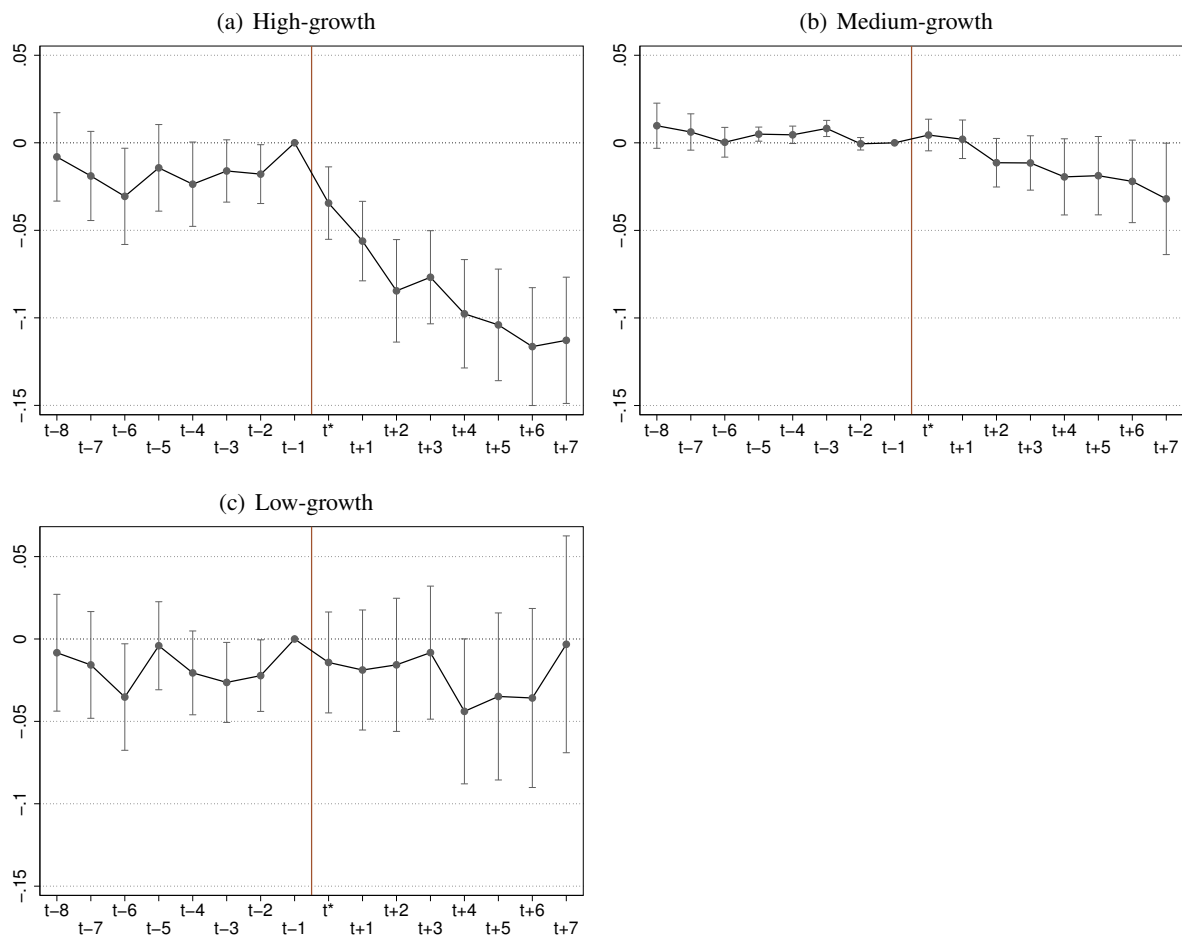 (a) High-growth
.05
0
-.05
-.1
-.15
t−8 t−6 t−4 t−2 t* t+2 t+4 t+6
t−7 t−5 t−3 t−1 t+1 t+3 t+5 t+7
(b) Medium-growth
.05
0
-.05
-.1
-.15
t−8 t−6 t−4 t−2 t* t+2 t+4 t+6
t−7 t−5 t−3 t−1 t+1 t+3 t+5 t+7
(c) Low-growth
.05
0
-.05
-.1
-.15
t−8 t−6 t−4 t−2 t* t+2 t+4 t+6
t−7 t−5 t−3 t−1 t+1 t+3 t+5 t+7